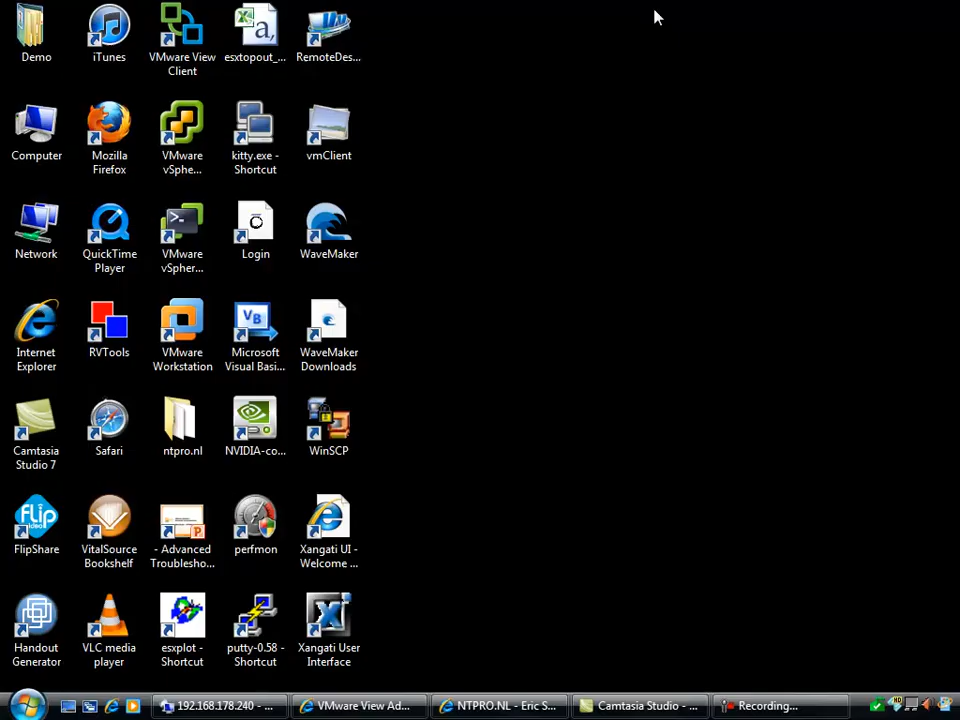 Demo
iTunes
VMware View
Client
esxtopout_...
RemoteDes...
Computer
Mozilla
Firefox
VMware
vSphe...
kitty.exe -
Shortcut
vmClient
Network
QuickTime
Player
VMware
vSpher...
Login
WaveMaker
Internet
Explorer
RVTools
VMware
Workstation
Microsoft
Visual Basi...
WaveMaker
Downloads
Camtasia
Studio 7
Safari
ntpro.nl
NVIDIA-co...
WinSCP
FlipShare
VitalSource
Bookshelf
- Advanced
Troublesho...
perfmon
Xangati UI -
Welcome ...
Handout
Generator
VLC media
player
esxplot -
Shortcut
putty-0.58 -
Shortcut
Xangati User
Interface
192.168.178.240 - ...
VMware View Ad...
NTPRO.NL - Eric S...
Camtasia Studio - ...
Recording...